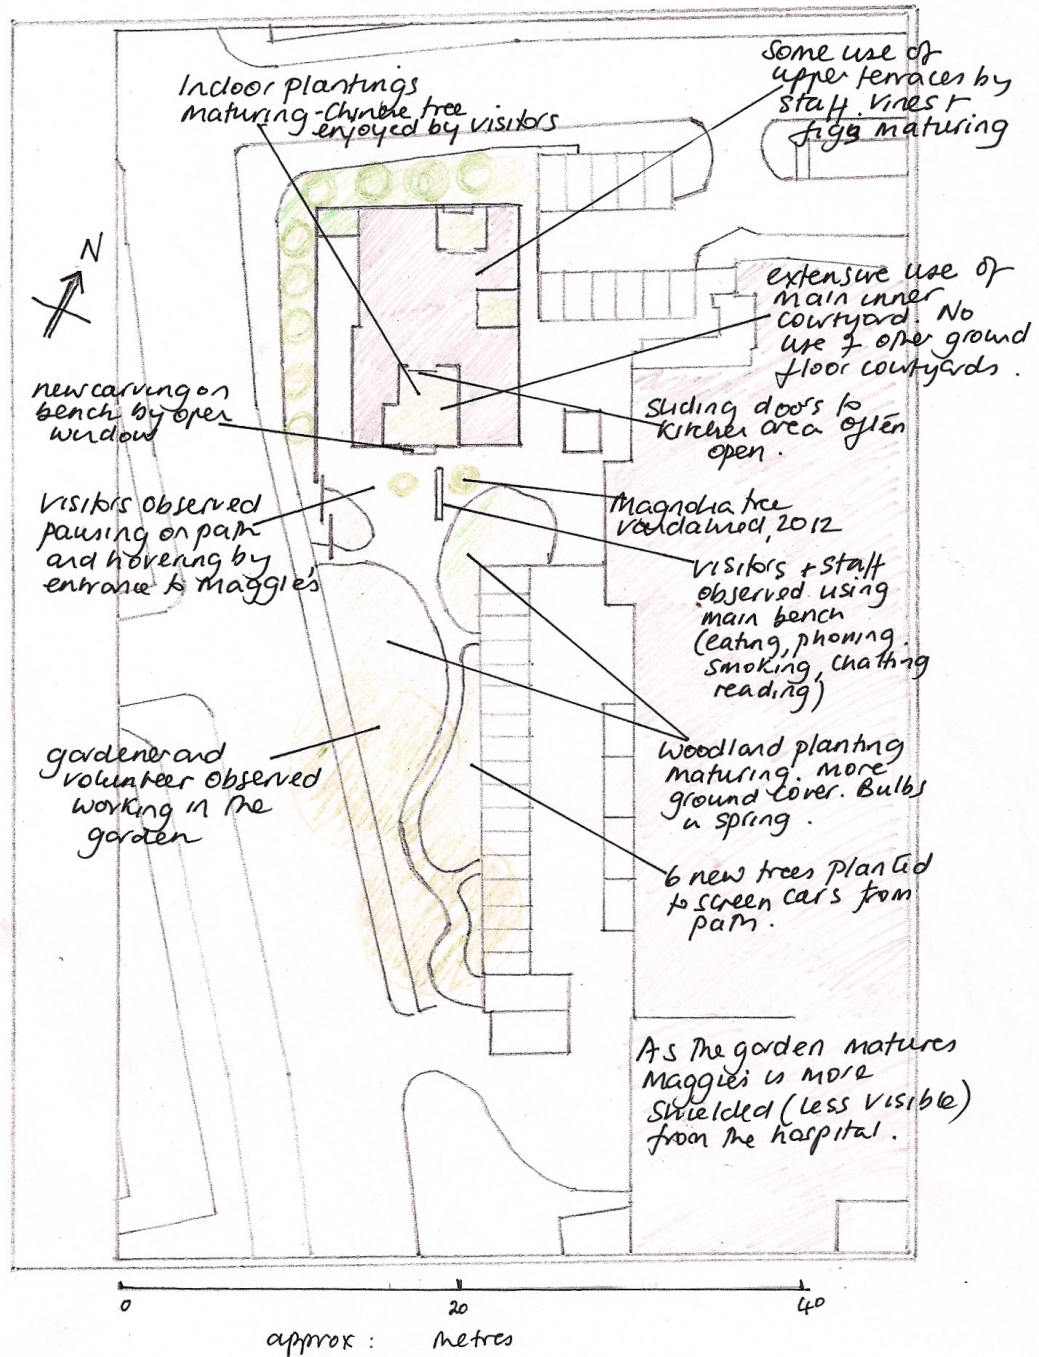 Some use of
upper terraces by
staff. Vines +
figs maturing
Indoor plantings
maturing - Chinese tree
enjoyed by visitors
N
extensive use of
main inner
courtyard. No
use of other ground
floor courtyards.
new carving on
bench by open
window
sliding doors to
kitchen area often
open.
visitors observed
pausing on path
and hovering by
entrance to Maggie's
Magnolia tree
vandalised, 2012
visitors + staff
observed using
main bench
(eating, phoning,
smoking, chatting
reading)
woodland planting
maturing. more
ground cover. Bulbs
in spring.
gardener and
volunteer observed
working in the
garden
6 new trees planted
to screen cars from
path.
As the garden matures
Maggie's is more
shielded (less visible)
from the hospital.
0 20 40
approx: metres